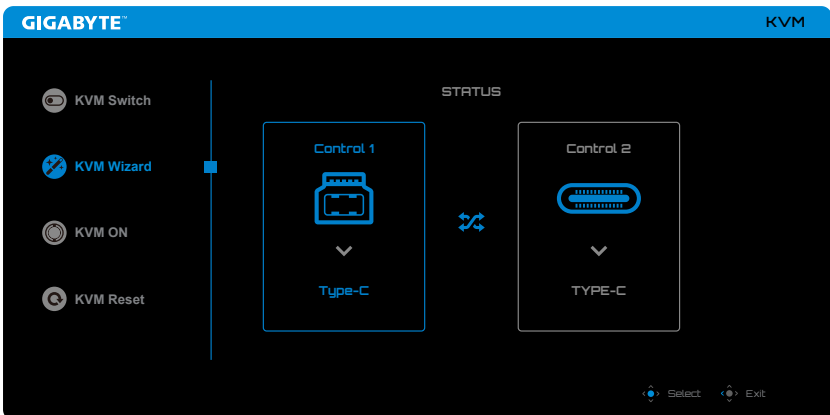 GIGABYTE™
KVM
KVM Switch
KVM Wizard
KVM ON
KVM Reset
STATUS
Control 1
Type-C
Control 2
TYPE-C
Select
Exit